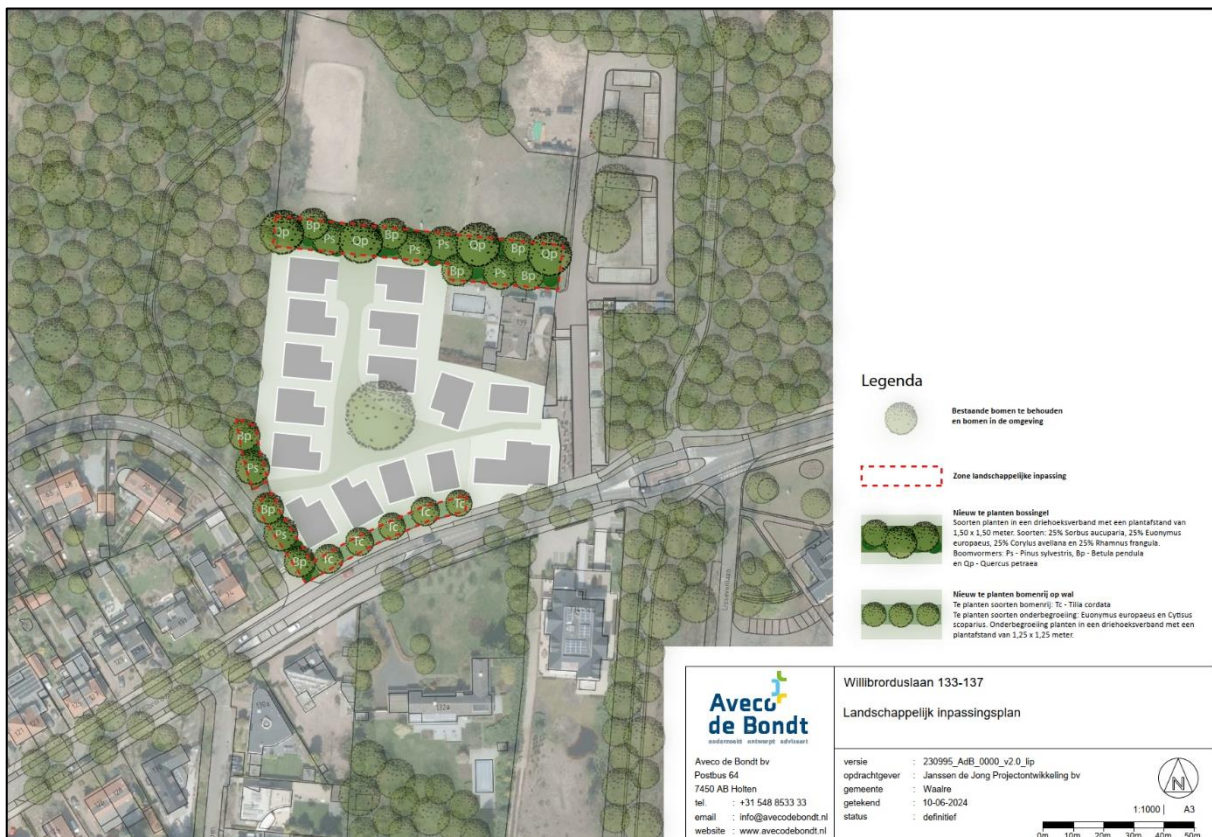 Qp
Bp
Ps
Qp
Bp
Ps
Ps
Qp
Bp
Qp
Bp
Ps
Bp
Bp
Ps
Bp
Ps
Bp
Tc
Tc
Tc
Tc
Tc
132a
Legenda
Bestaande bomen te behouden
en bomen in de omgeving
Zone landschappelijke inpassing
Nieuw te planten bossingel
Soorten planten in een driehoeksverband met een plantafstand van
1,50 x 1,50 meter. Soorten: 25% Sorbus aucuparia, 25% Euonymus
europaeus, 25% Corylus avellana en 25% Rhamnus frangula.
Boomvormers: Ps - Pinus sylvestris, Bp - Betula pendula
en Qp - Quercus petraea
Nieuw te planten bomenrij op wal
Te planten soorten bomenrij: Tc - Tilia cordata
Te planten soorten onderbegroeiing: Euonymus europaeus en Cytisus
scoparius. Onderbegroeiing planten in een driehoeksverband met een
plantafstand van 1,25 x 1,25 meter.
Aveco
de Bondt
onderzoekt ontwerpt adviseert
Aveco de Bondt bv
Postbus 64
7450 AB Holten
tel. : +31 548 8533 33
email : info@avecodebondt.nl
website : www.avecodebondt.nl
Willibrorduslaan 133-137
Landschappelijk inpassingsplan
versie : 230995_AdB_0000_v2.0_lip
opdrachtgever : Janssen de Jong Projectontwikkeling bv
gemeente : Waalre
getekend : 10-06-2024
status : definitief
N
1:1000 | A3
0m 10m 20m 30m 40m 50m